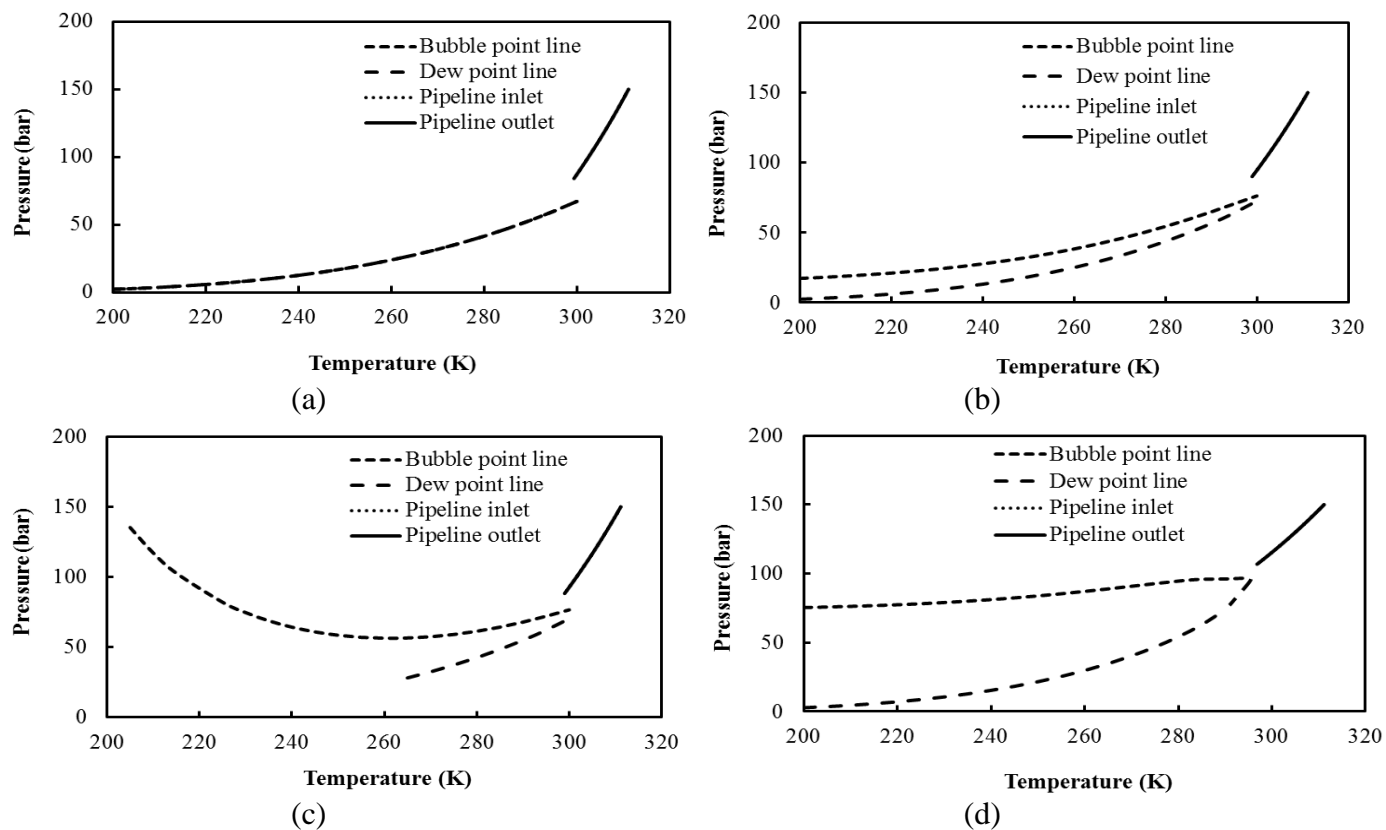 200
150
100
50
0
Pressure (bar)
Bubble point line
Dew point line
Pipeline inlet
Pipeline outlet
200 220 240 260 280 300 320
Temperature (K)
(a)
200
150
100
50
0
Pressure (bar)
Bubble point line
Dew point line
Pipeline inlet
Pipeline outlet
200 220 240 260 280 300 320
Temperature (K)
(b)
200
150
100
50
0
Pressure (bar)
Bubble point line
Dew point line
Pipeline inlet
Pipeline outlet
200 220 240 260 280 300 320
Temperature (K)
(c)
200
150
100
50
0
Pressure (bar)
Bubble point line
Dew point line
Pipeline inlet
Pipeline outlet
200 220 240 260 280 300 320
Temperature (K)
(d)